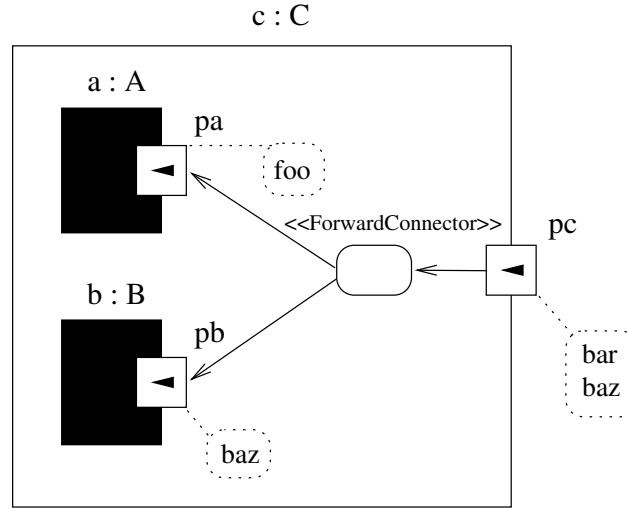 c : C
a : A
pa
foo
<<ForwardConnector>>
pc
b : B
pb
bar
baz
baz